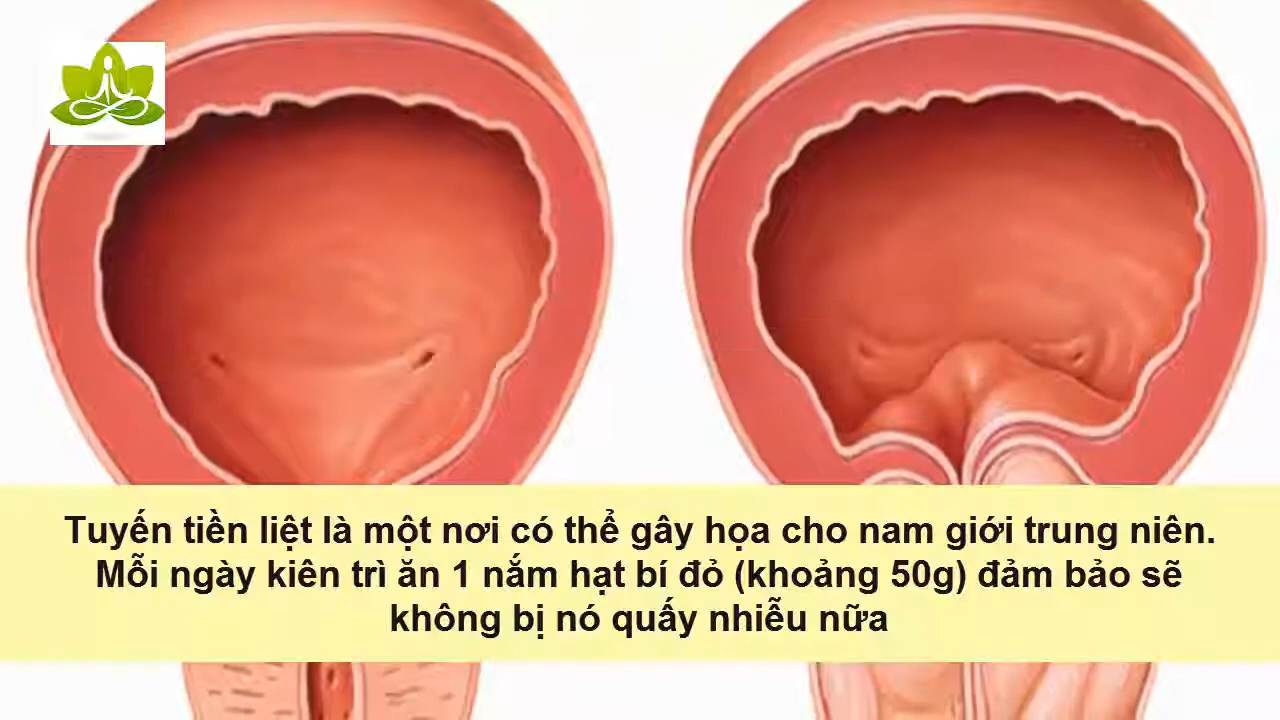 Tuyến tiền liệt là một nơi có thể gây họa cho nam giới trung niên.
Mỗi ngày kiên trì ăn 1 nắm hạt bí đỏ (khoảng 50g) đảm bảo sẽ
không bị nó quấy nhiễu nữa